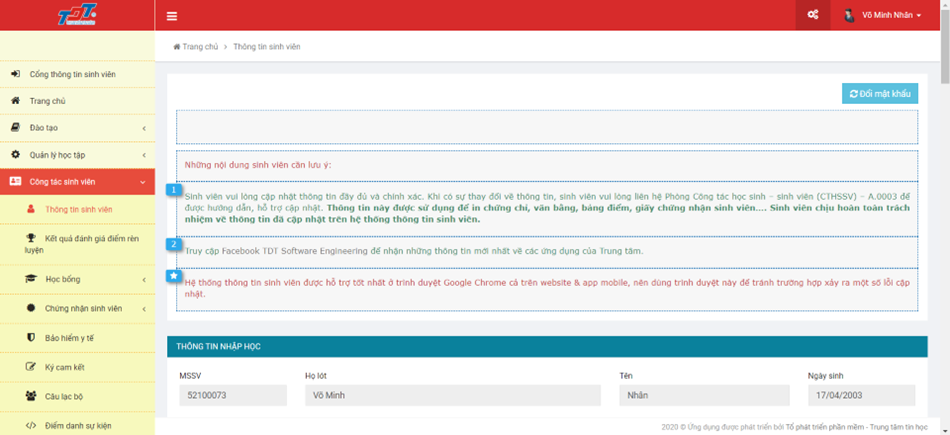 TDT
Võ Minh Nhân
Trang chủ > Thông tin sinh viên
Cổng thông tin sinh viên
Trang chủ
Đào tạo
Quản lý học tập
Công tác sinh viên
Thông tin sinh viên
Kết quả đánh giá điểm rèn
luyện
Học bổng
Chứng nhận sinh viên
Bảo hiểm y tế
Ký cam kết
Câu lạc bộ
Điểm danh sự kiện
Đổi mật khẩu
Những nội dung sinh viên cần lưu ý:
1
Sinh viên vui lòng cập nhật thông tin đầy đủ và chính xác. Khi có sự thay đổi về thông tin, sinh viên vui lòng liên hệ Phòng Công tác học sinh – sinh viên (CTHSSV) – A.0003 để
được hướng dẫn, hỗ trợ cập nhật. Thông tin này được sử dụng để in chứng chỉ, văn bằng, bảng điểm, giấy chứng nhận sinh viên.... Sinh viên chịu hoàn toàn trách
nhiệm về thông tin đã cập nhật trên hệ thống thông tin sinh viên.
2
Truy cập Facebook TDT Software Engineering để nhận những thông tin mới nhất về các ứng dụng của Trung tâm.
Hệ thống thông tin sinh viên được hỗ trợ tốt nhất ở trình duyệt Google Chrome cả trên website & app mobile, nên dùng trình duyệt này để tránh trường hợp xảy ra một số lỗi cập
nhật.
THÔNG TIN NHẬP HỌC
MSSV
Họ lót
Tên
Ngày sinh
52100073
Võ Minh
Nhân
17/04/2003
2020 © Ứng dụng được phát triển bởi Tổ phát triển phần mềm - Trung tâm tin học